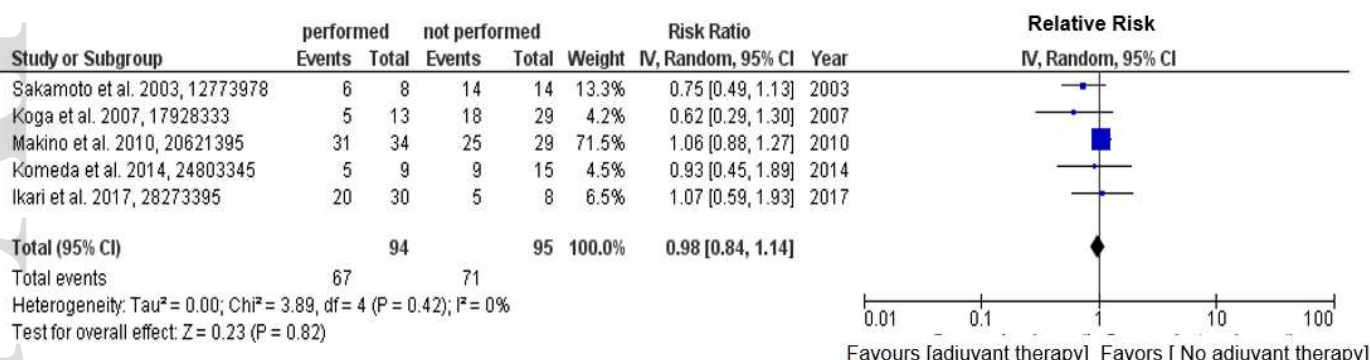 performed not performed Risk Ratio Relative Risk
Study or Subgroup Events Total Events Total Weight IV, Random, 95% CI Year IV, Random, 95% CI
Sakamoto et al. 2003, 12773978 6 8 14 14 13.3% 0.75 [0.49, 1.13] 2003
Koga et al. 2007, 17928333 5 13 18 29 4.2% 0.62 [0.29, 1.30] 2007
Makino et al. 2010, 20621395 31 34 25 29 71.5% 1.06 [0.88, 1.27] 2010
Komeda et al. 2014, 24803345 5 9 9 15 4.5% 0.93 [0.45, 1.89] 2014
Ikari et al. 2017, 28273395 20 30 5 8 6.5% 1.07 [0.59, 1.93] 2017
Total (95% CI) 94 95 100.0% 0.98 [0.84, 1.14]
Total events 67 71
Heterogeneity: Tau² = 0.00; Chi² = 3.89, df = 4 (P = 0.42); I² = 0%
Test for overall effect: Z = 0.23 (P = 0.82)
0.01 0.1 1 10 100
Favours [adjuvant therapy] Favors [ No adjuvant therapy]